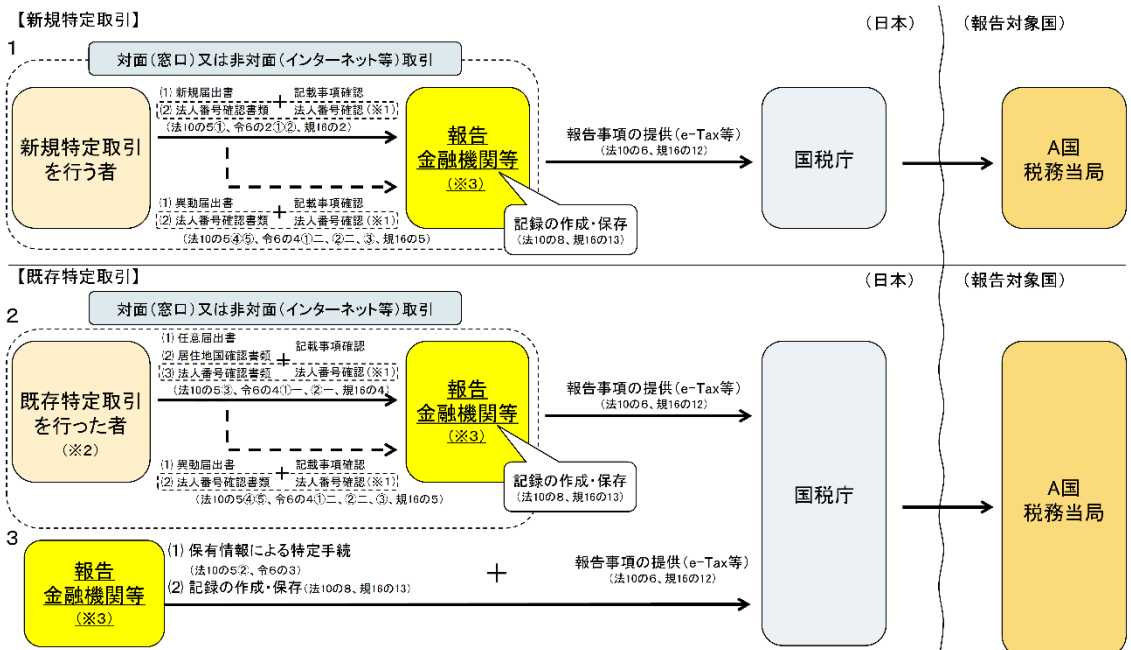 【新規特定取引】
(日本)
(報告対象国)
1
対面(窓口)又は非対面(インターネット等)取引
新規特定取引
を行う者
(1) 新規届出書
(2) 法人番号確認書類
+
記載事項確認
法人番号確認(※1)
(法10の5①、令6の2①②、規16の2)
(1) 異動届出書
(2) 法人番号確認書類
+
記載事項確認
法人番号確認(※1)
(法10の5④⑤、令6の4①二、②二、③、規16の5)
報告
金融機関等
(※3)
記録の作成・保存
(法10の8、規16の13)
報告事項の提供(e-Tax等)
(法10の6、規16の12)
国税庁
A国
税務当局
【既存特定取引】
(日本)
(報告対象国)
2
対面(窓口)又は非対面(インターネット等)取引
既存特定取引
を行った者
(※2)
(1) 任意届出書
(2) 居住地国確認書類
(3) 法人番号確認書類
+
記載事項確認
法人番号確認(※1)
(法10の5③、令6の4①一、②一、規16の4)
(1) 異動届出書
(2) 法人番号確認書類
+
記載事項確認
法人番号確認(※1)
(法10の5④⑤、令6の4①二、②二、③、規16の5)
報告
金融機関等
(※3)
記録の作成・保存
(法10の8、規16の13)
報告事項の提供(e-Tax等)
(法10の6、規16の12)
国税庁
A国
税務当局
3
報告
金融機関等
(※3)
(1) 保有情報による特定手続
(法10の5②、令6の3)
(2) 記録の作成・保存(法10の8、規16の13)
+
報告事項の提供(e-Tax等)
(法10の6、規16の12)